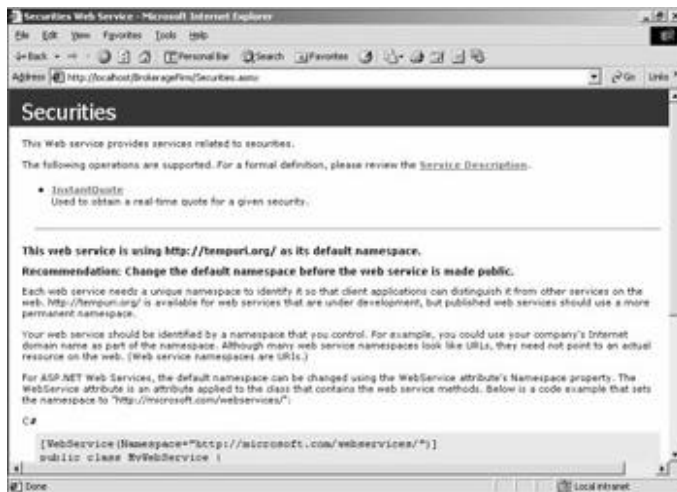 Securities Web Service - Microsoft Internet Explorer
File Edit View Favorites Tools Help
Back Personal Bar Search Favorites
Address http://localhost/BrokerageFirm/Securities.asmx Go Links
Securities
This Web service provides services related to securities.
The following operations are supported. For a formal definition, please review the Service Description.
• InstantQuote
Used to obtain a real-time quote for a given security.
This web service is using http://tempuri.org/ as its default namespace.
Recommendation: Change the default namespace before the web service is made public.
Each web service needs a unique namespace to identify it so that client applications can distinguish it from other services on the
web. http://tempuri.org/ is available for web services that are under development, but published web services should use a more
permanent namespace.
Your web service should be identified by a namespace that you control. For example, you could use your company's Internet
domain name as part of the namespace. Although many web service namespaces look like URLs, they need not point to an actual
resource on the web. (Web service namespaces are URIs.)
For ASP.NET Web Services, the default namespace can be changed using the WebService attribute's Namespace property. The
WebService attribute is an attribute applied to the class that contains the web service methods. Below is a code example that sets
the namespace to "http://microsoft.com/webservices/":
C#
[WebService(Namespace="http://microsoft.com/webservices/")]
public class MyWebService {
Done Local intranet